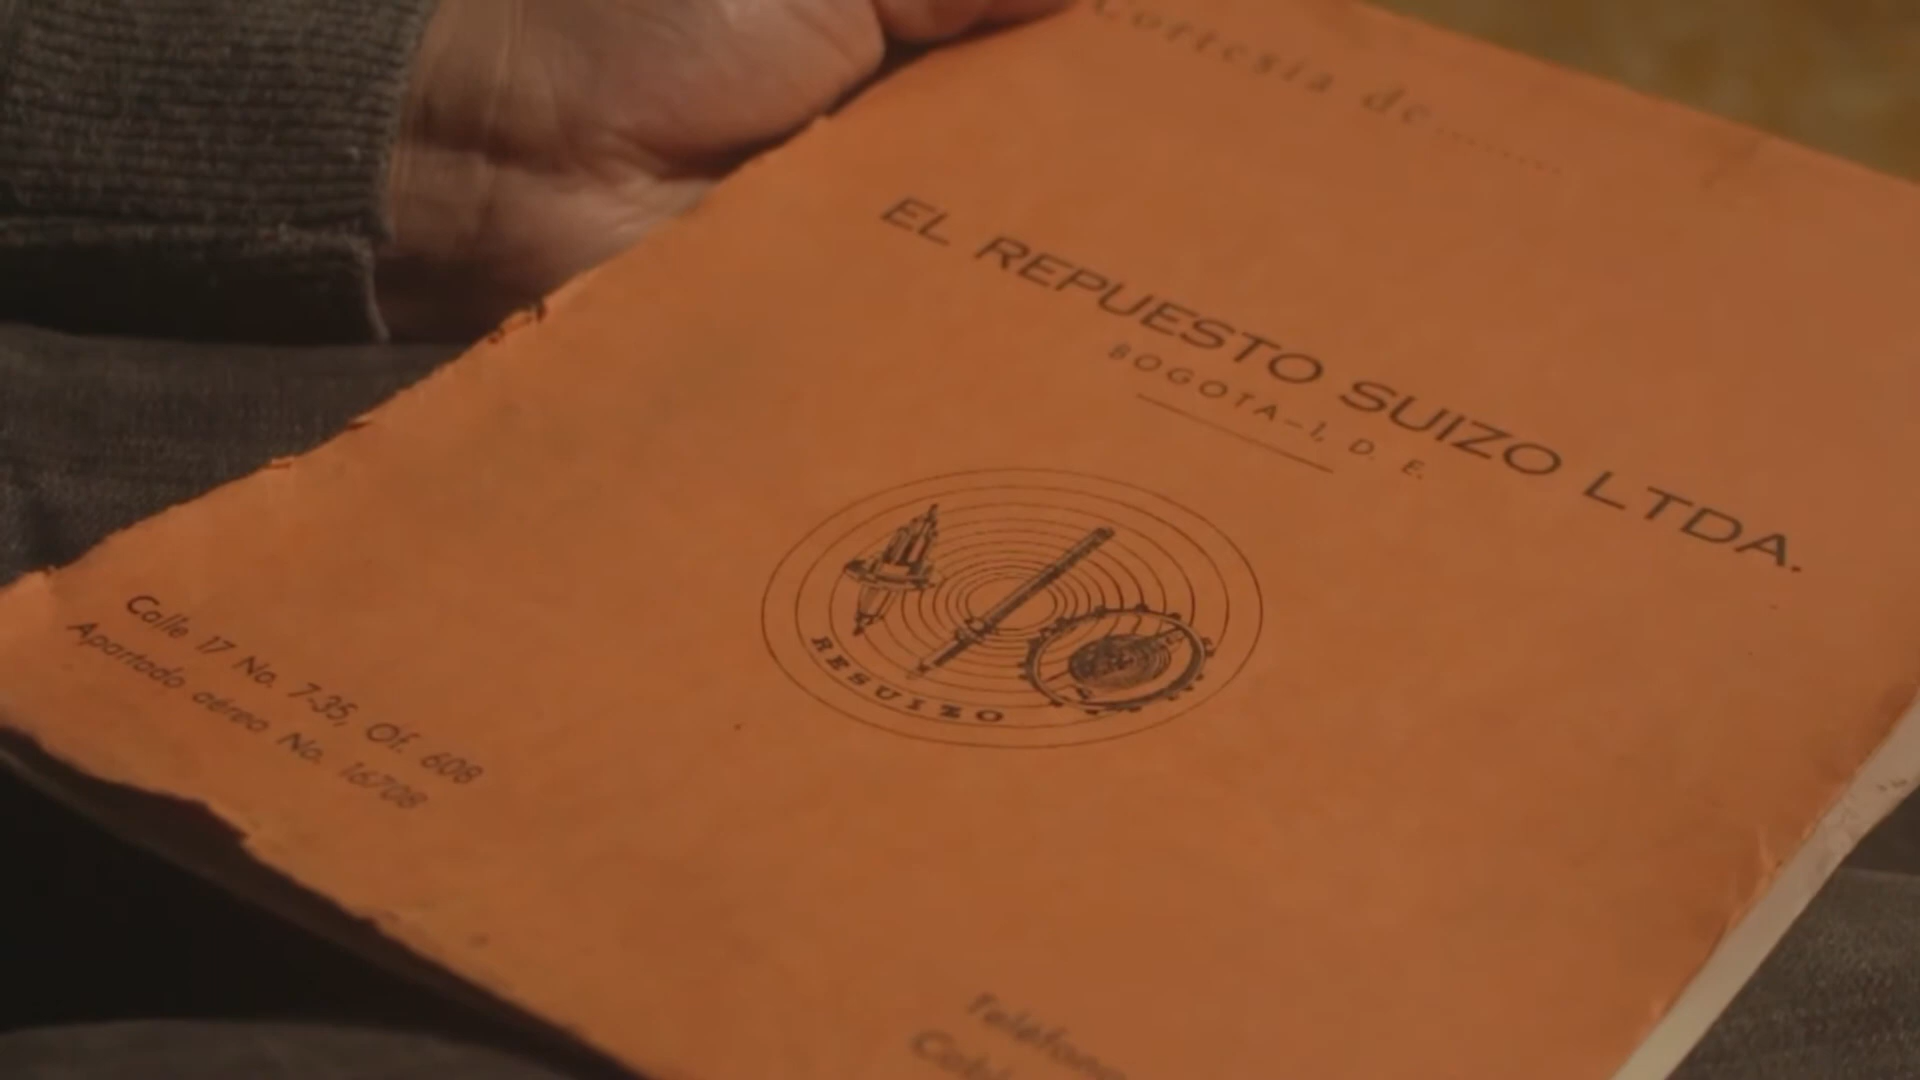 Cortesía de.........
EL REPUESTO SUIZO LTDA.
BOGOTA-1, D. E.
RESUIZO
Calle 17 No. 7-35, Of. 608
Apartado aéreo No. 16708